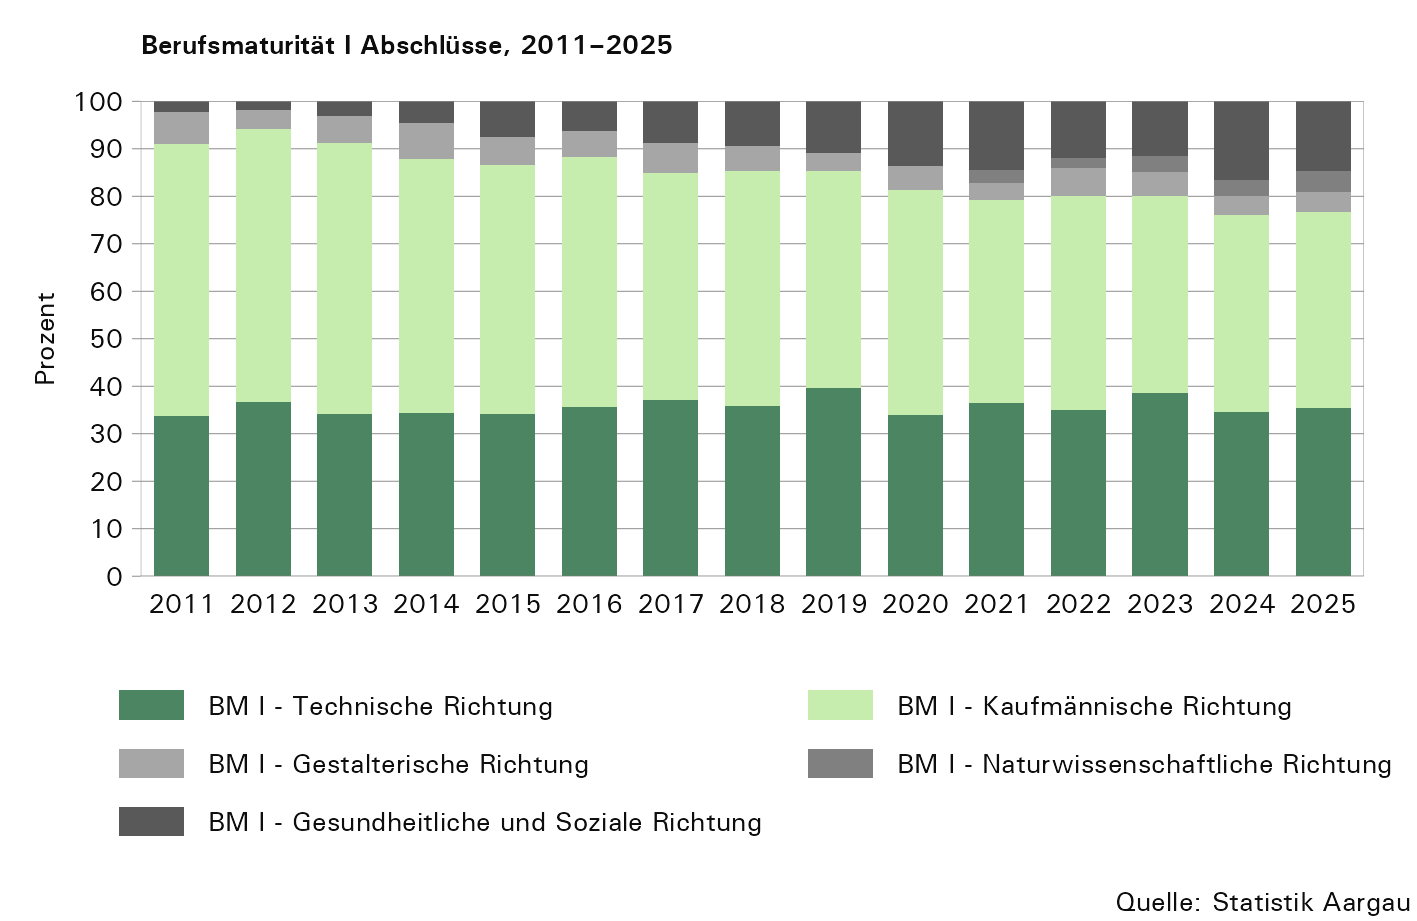 Berufsmaturität I Abschlüsse, 2011–2025
100
90
80
70
60
50
40
30
20
10
0
Prozent
2011 2012 2013 2014 2015 2016 2017 2018 2019 2020 2021 2022 2023 2024 2025
BM I - Technische Richtung
BM I - Kaufmännische Richtung
BM I - Gestalterische Richtung
BM I - Naturwissenschaftliche Richtung
BM I - Gesundheitliche und Soziale Richtung
Quelle: Statistik Aargau